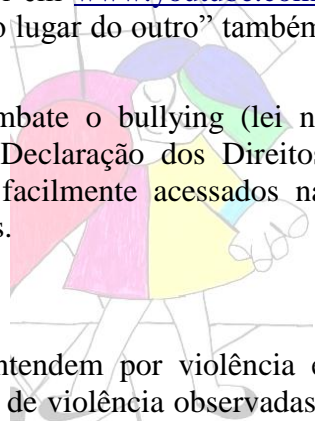 o lugar do outro” também
mbate o bullying (lei n
Declaração dos Direitos
facilmente acessados na
s.
ntendem por violência e
de violência observadas